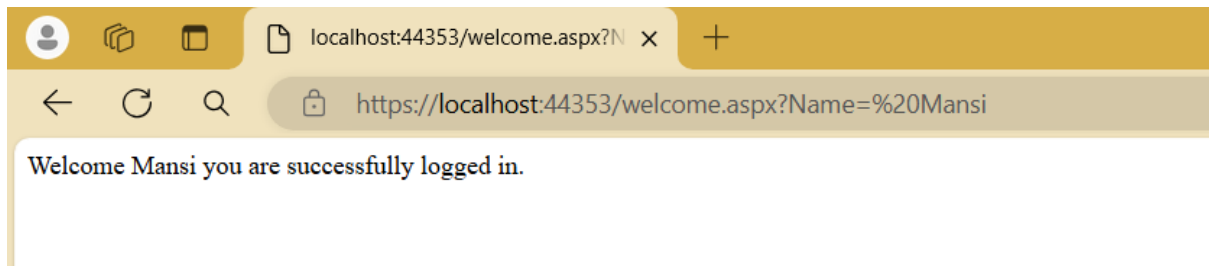 localhost:44353/welcome.aspx?N
https://localhost:44353/welcome.aspx?Name=%20Mansi
Welcome Mansi you are successfully logged in.